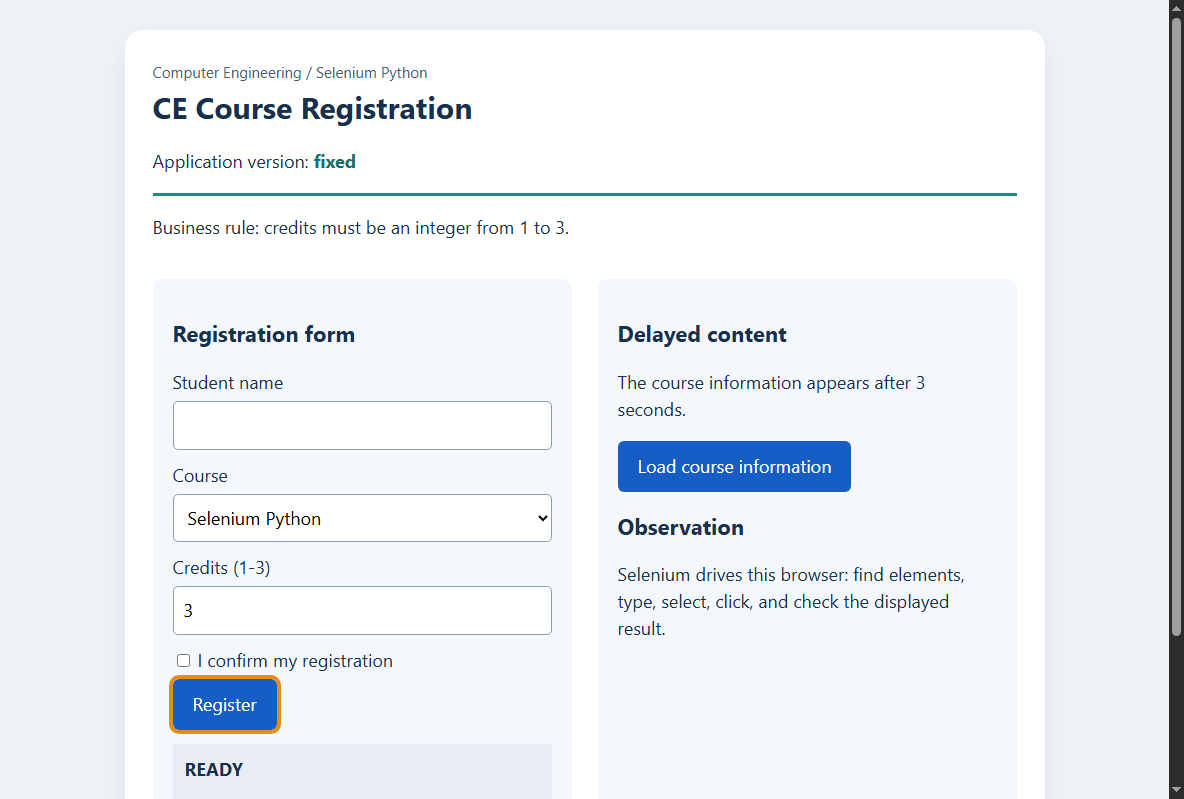 Computer Engineering / Selenium Python
CE Course Registration
Application version: fixed
Business rule: credits must be an integer from 1 to 3.
Registration form
Student name
Course
Selenium Python
Credits (1-3)
3
I confirm my registration
Register
READY
Delayed content
The course information appears after 3
seconds.
Load course information
Observation
Selenium drives this browser: find elements,
type, select, click, and check the displayed
result.